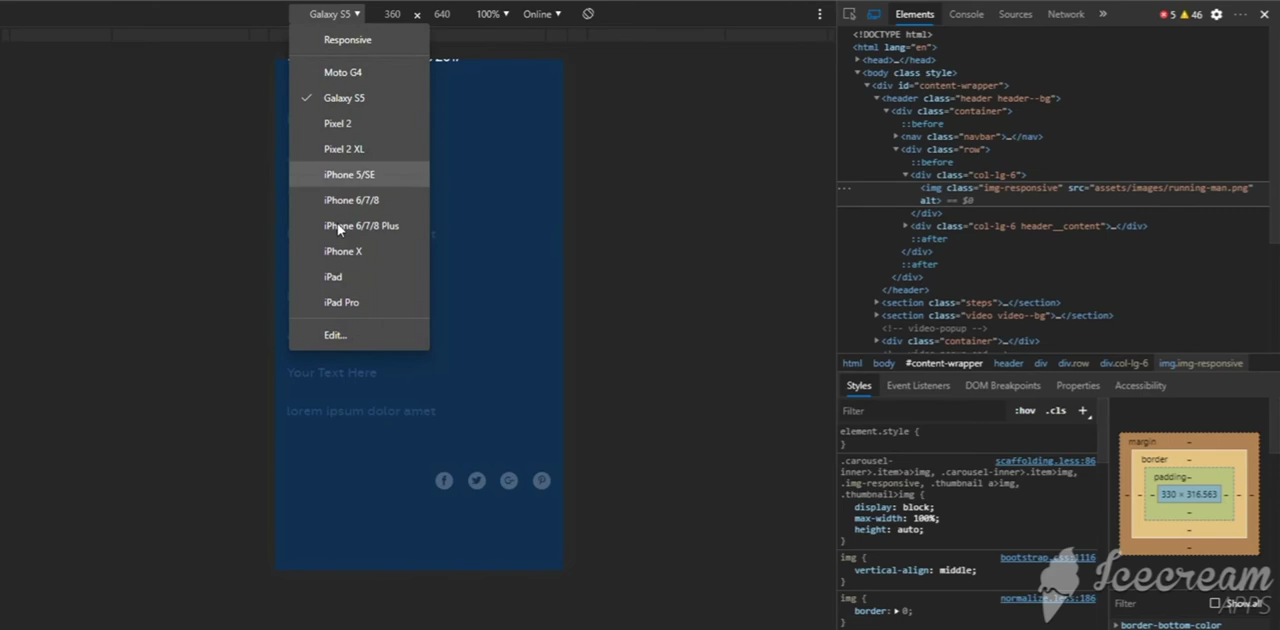 Galaxy S5 ▼ 360 × 640 100% ▼ Online ▼
Responsive
Moto G4
Galaxy S5
Pixel 2
Pixel 2 XL
iPhone 5/SE
iPhone 6/7/8
iPhone 6/7/8 Plus
iPhone X
iPad
iPad Pro
Edit...
Your Text Here
lorem ipsum dolor amet
Elements Console Sources Network » 5 46
<!DOCTYPE html>
<html lang="en">
<head>…</head>
<body class style>
<div id="content-wrapper">
<header class="header header--bg">
<div class="container">
::before
<nav class="navbar">…</nav>
<div class="row">
::before
<div class="col-lg-6">
<img class="img-responsive" src="assets/images/running-man.png"
alt> == $0
</div>
<div class="col-lg-6 header__content">…</div>
::after
</div>
::after
</div>
</header>
<section class="steps">…</section>
<section class="video video--bg">…</section>
<!-- video-popup -->
<div class="container">…</div>
html body #content-wrapper header div div.row div.col-lg-6 img.img-responsive
Styles Event Listeners DOM Breakpoints Properties Accessibility
Filter :hov .cls +
element.style {
}
.carousel- scaffolding.less:86
inner>.item>a>img, .carousel-inner>.item>img,
.img-responsive, .thumbnail a>img,
.thumbnail>img {
display: block;
max-width: 100%;
height: auto;
}
img { bootstrap.css:1116
vertical-align: middle;
}
img { normalize.less:186
border: 0;
}
margin –
border –
padding –
330 × 316.563
Filter Show all
border-bottom-color
Icecream
APPS